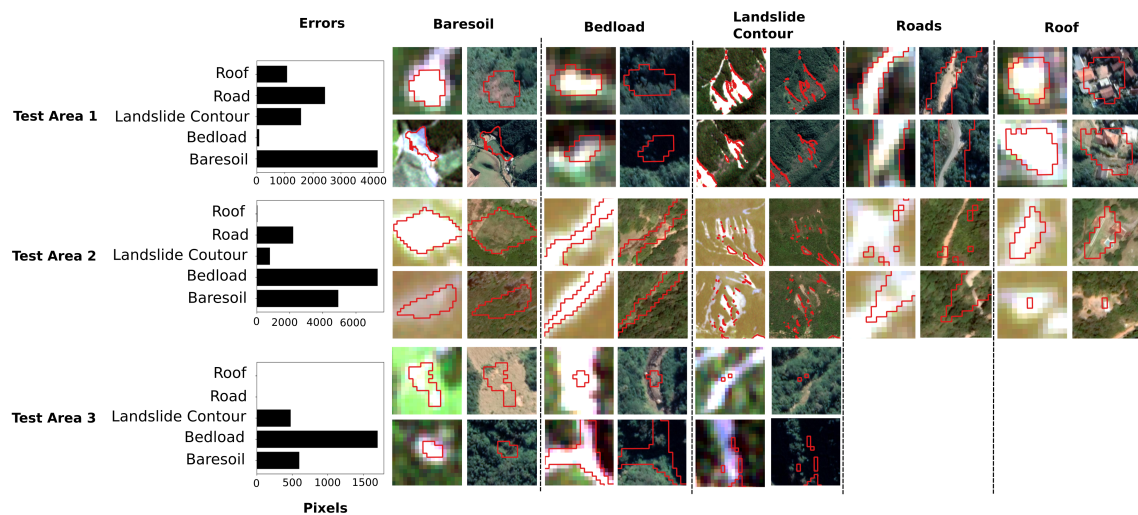 Errors
Baresoil
Bedload
Landslide
Contour
Roads
Roof
Test Area 1
Roof
Road
Landslide Contour
Bedload
Baresoil
0 1000 2000 3000 4000
Test Area 2
Roof
Road
Landslide Coutour
Bedload
Baresoil
0 2000 4000 6000
Test Area 3
Roof
Road
Landslide Contour
Bedload
Baresoil
0 500 1000 1500
Pixels